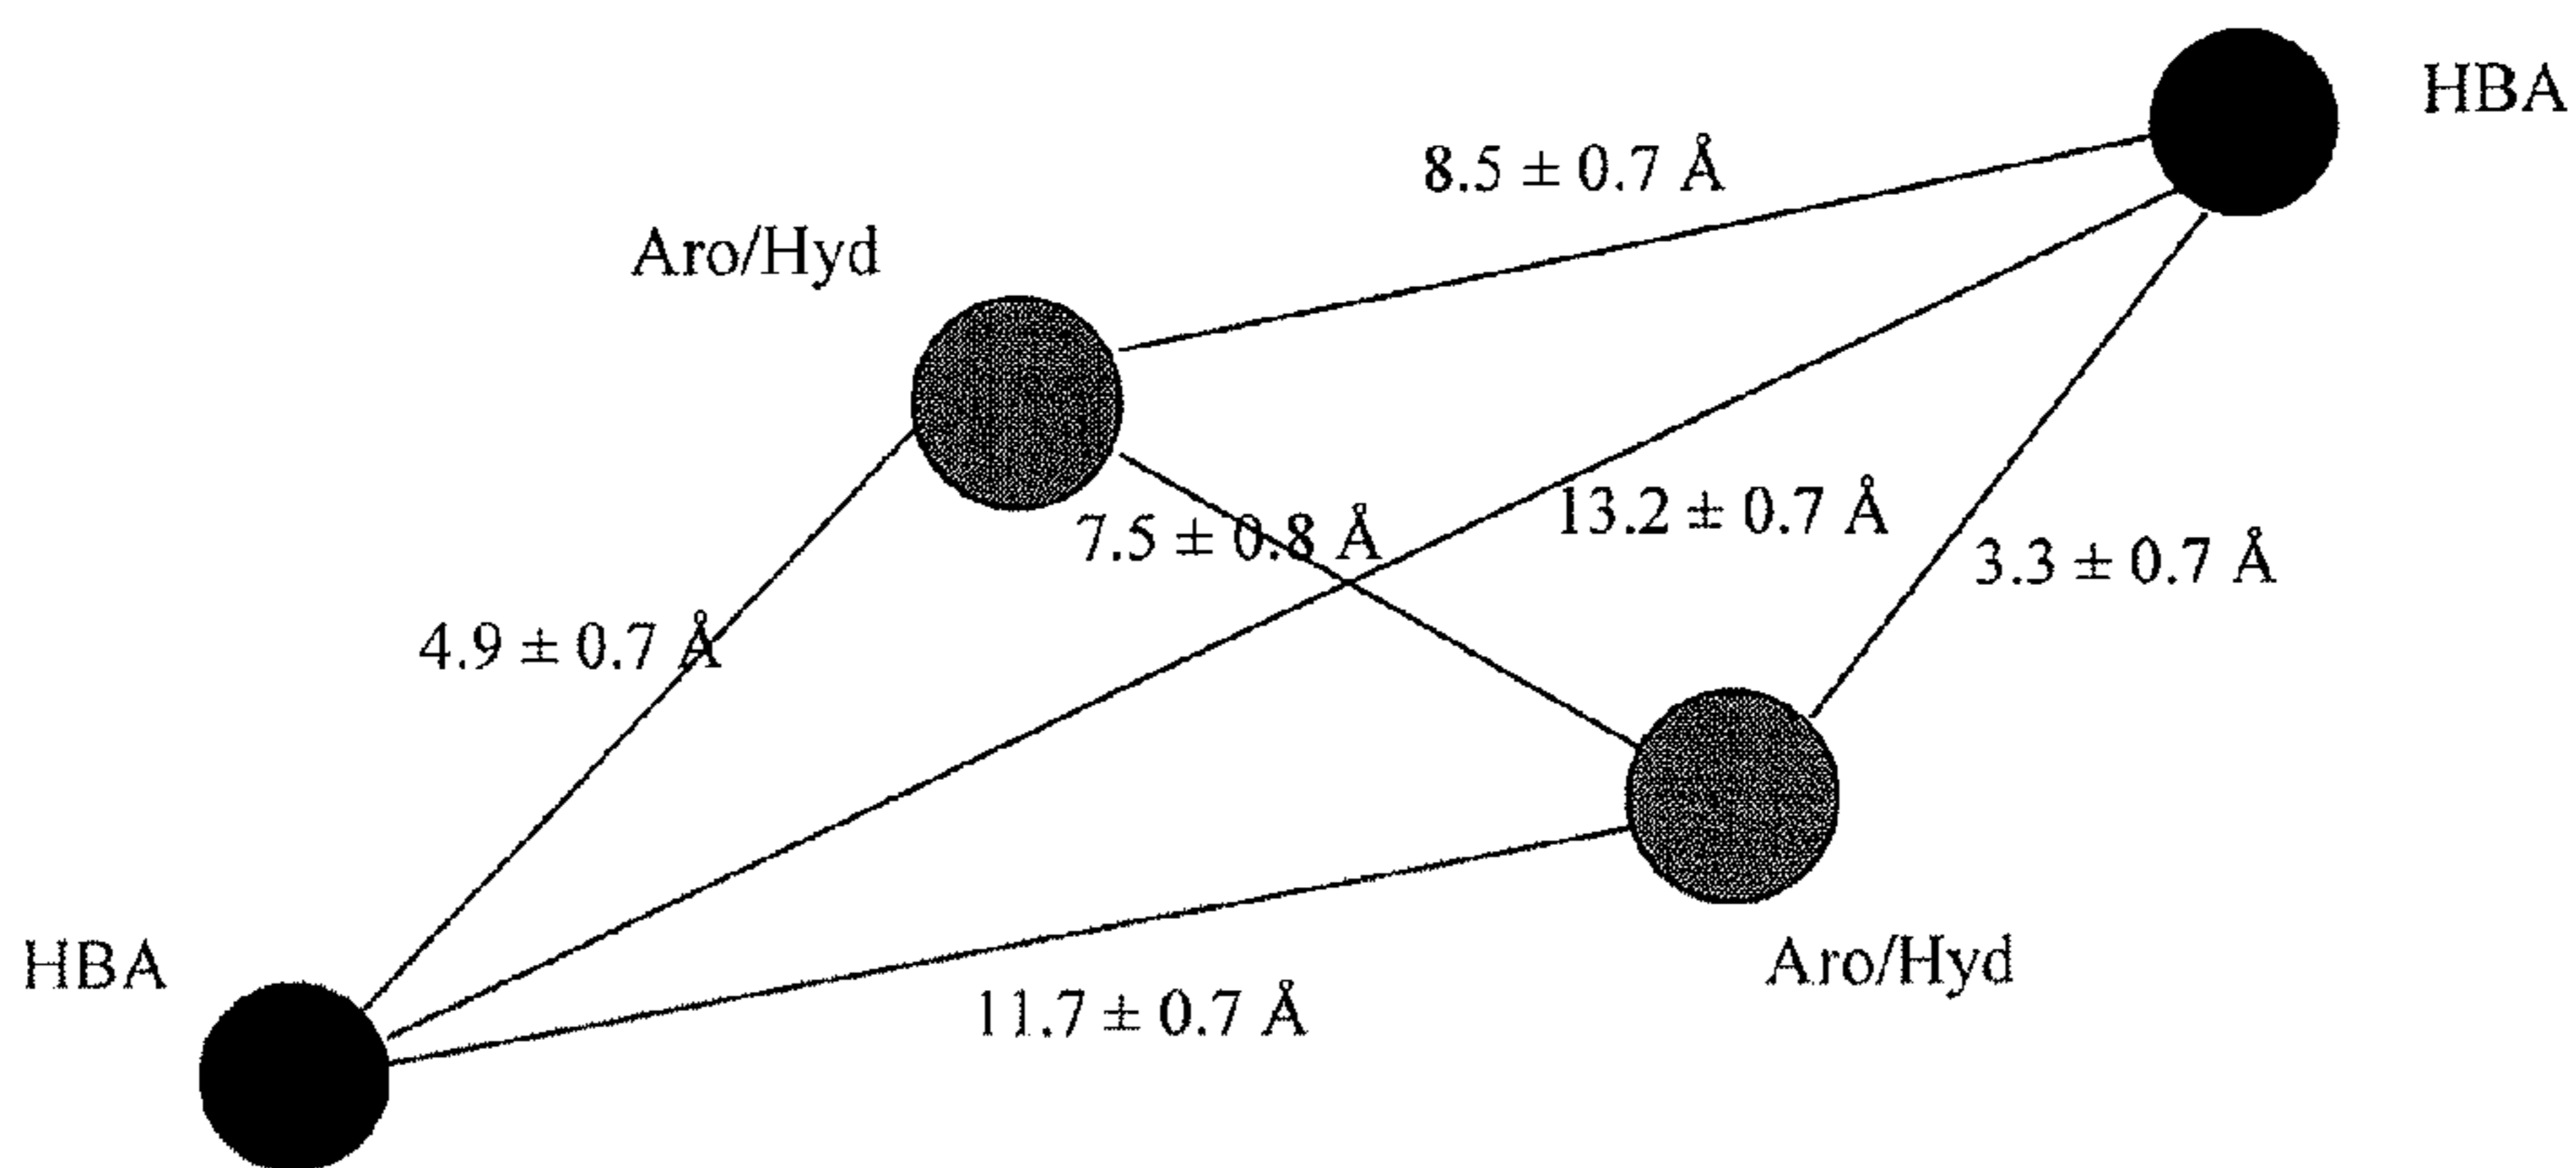 HBA
8.5 ± 0.7 Å
Aro/Hyd
13.2 ± 0.7 Å
7.5 ± 0.8 Å
3.3 ± 0.7 Å
4.9 ± 0.7 Å
HBA
Aro/Hyd
11.7 ± 0.7 Å